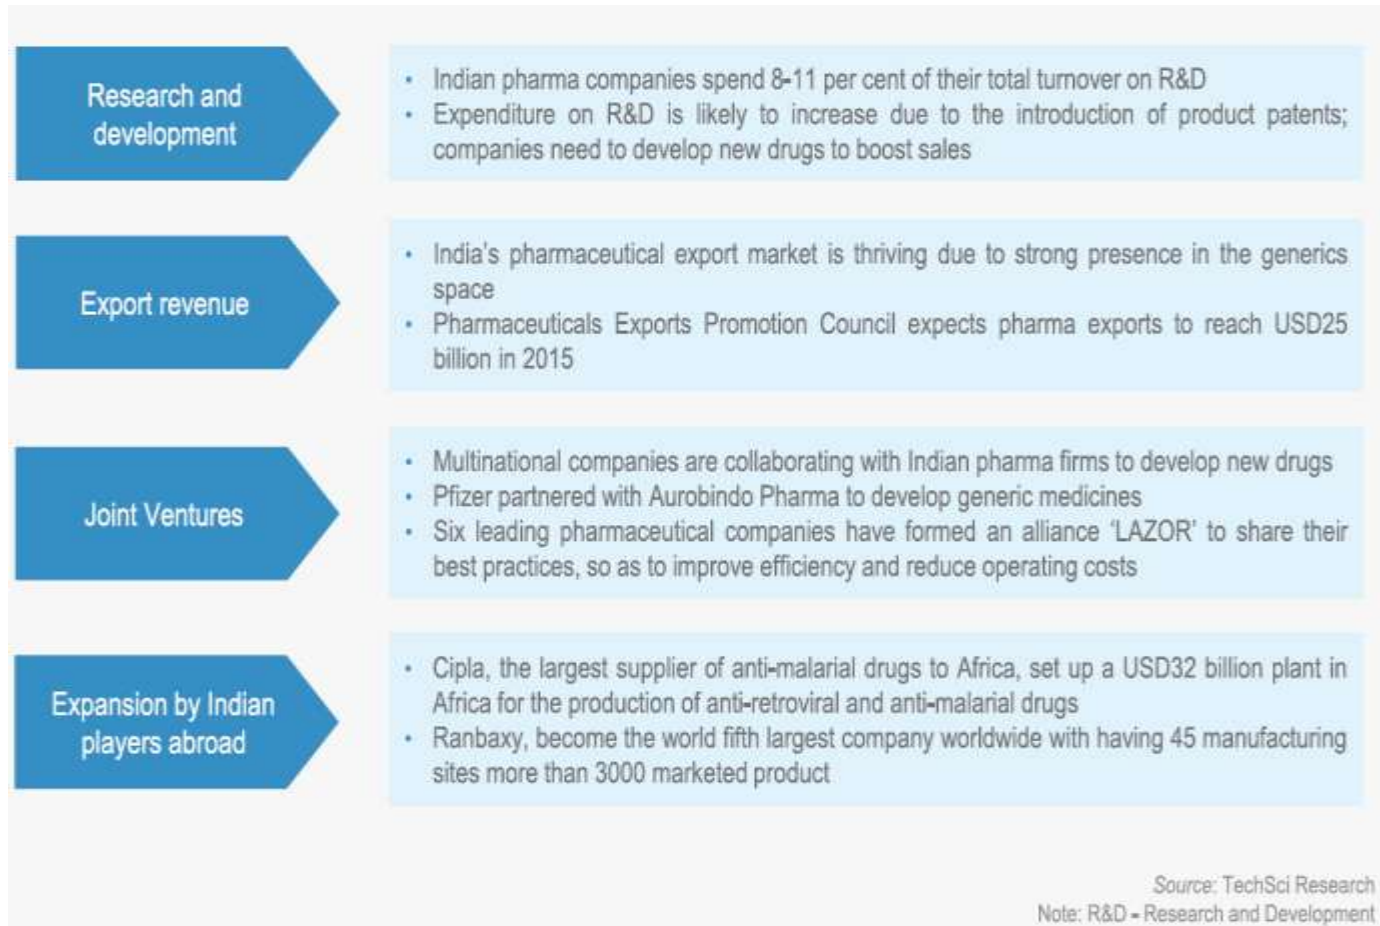 Research and
development
• Indian pharma companies spend 8-11 per cent of their total turnover on R&D
• Expenditure on R&D is likely to increase due to the introduction of product patents;
companies need to develop new drugs to boost sales
Export revenue
• India's pharmaceutical export market is thriving due to strong presence in the generics
space
• Pharmaceuticals Exports Promotion Council expects pharma exports to reach USD25
billion in 2015
Joint Ventures
• Multinational companies are collaborating with Indian pharma firms to develop new drugs
• Pfizer partnered with Aurobindo Pharma to develop generic medicines
• Six leading pharmaceutical companies have formed an alliance ‘LAZOR’ to share their
best practices, so as to improve efficiency and reduce operating costs
Expansion by Indian
players abroad
• Cipla, the largest supplier of anti-malarial drugs to Africa, set up a USD32 billion plant in
Africa for the production of anti-retroviral and anti-malarial drugs
• Ranbaxy, become the world fifth largest company worldwide with having 45 manufacturing
sites more than 3000 marketed product
Source: TechSci Research
Note: R&D - Research and Development